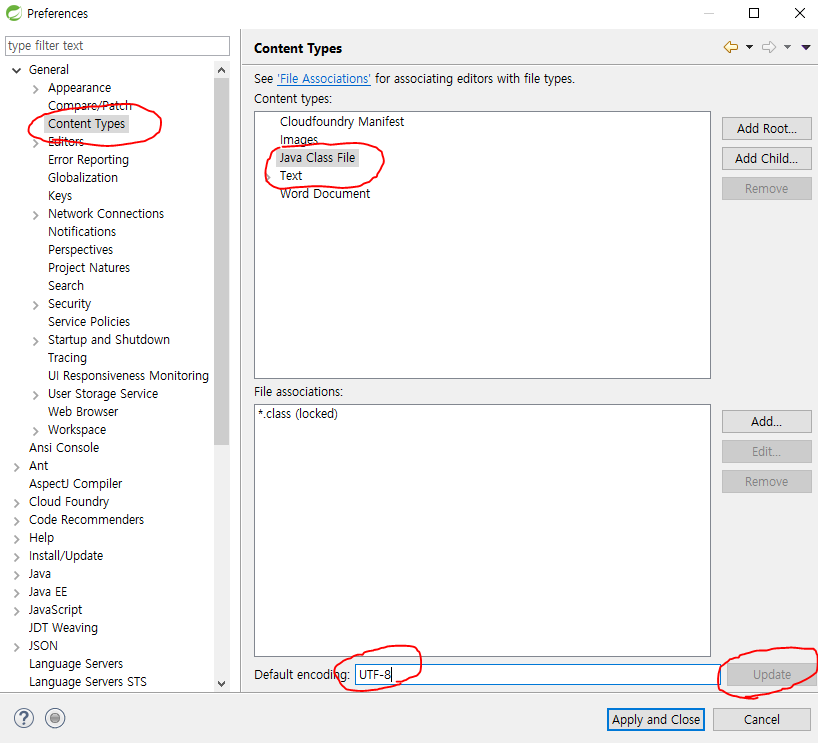 Preferences
type filter text
General
Appearance
Compare/Patch
Content Types
Editors
Error Reporting
Globalization
Keys
Network Connections
Notifications
Perspectives
Project Natures
Search
Security
Service Policies
Startup and Shutdown
Tracing
UI Responsiveness Monitoring
User Storage Service
Web Browser
Workspace
Ansi Console
Ant
AspectJ Compiler
Cloud Foundry
Code Recommenders
Help
Install/Update
Java
Java EE
JavaScript
JDT Weaving
JSON
Language Servers
Language Servers STS
Content Types
See 'File Associations' for associating editors with file types.
Content types:
Cloudfoundry Manifest
Images
Java Class File
Text
Word Document
Add Root...
Add Child...
Remove
File associations:
*.class (locked)
Add...
Edit...
Remove
Default encoding: UTF-8
Update
Apply and Close
Cancel